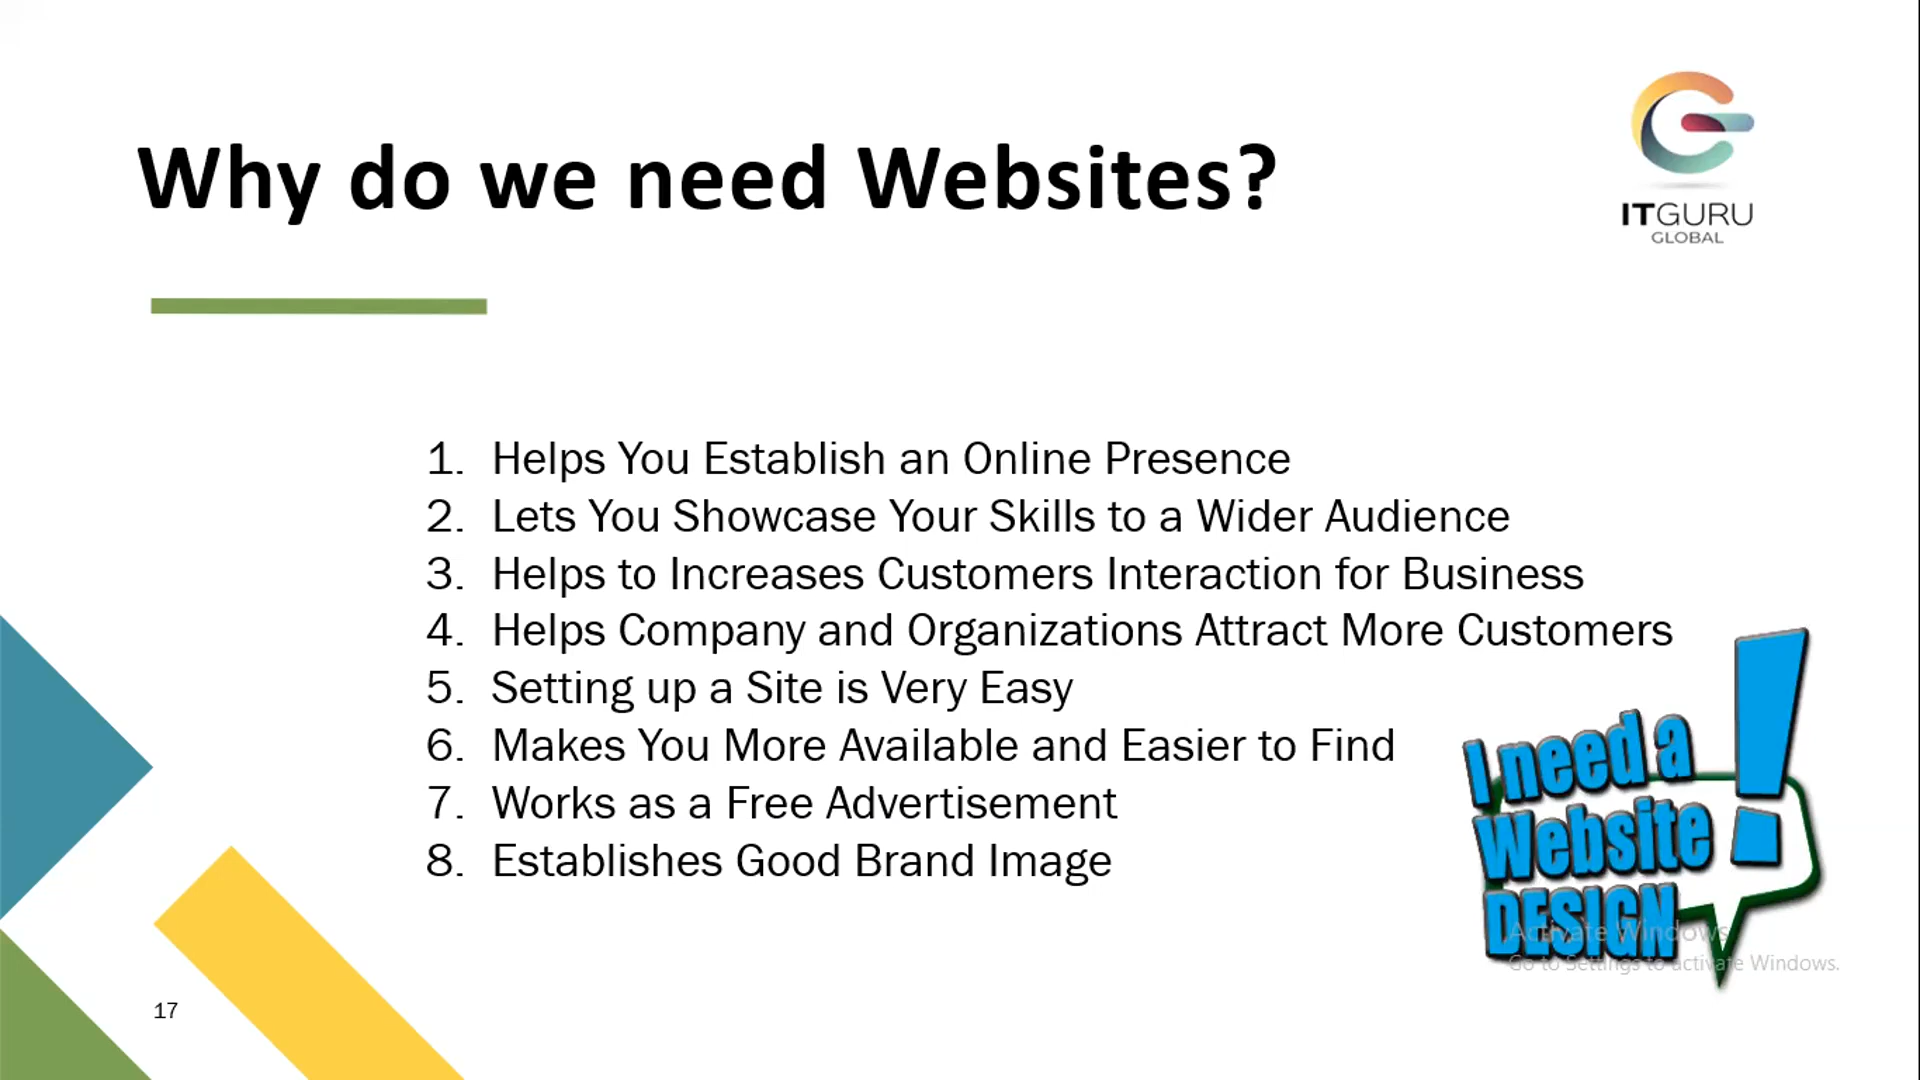 Why do we need Websites?
ITGURU
GLOBAL
1. Helps You Establish an Online Presence
2. Lets You Showcase Your Skills to a Wider Audience
3. Helps to Increases Customers Interaction for Business
4. Helps Company and Organizations Attract More Customers
5. Setting up a Site is Very Easy
6. Makes You More Available and Easier to Find
7. Works as a Free Advertisement
8. Establishes Good Brand Image
I need a
Website
DESIGN
!
Activate Windows
Go to Settings to activate Windows.
17